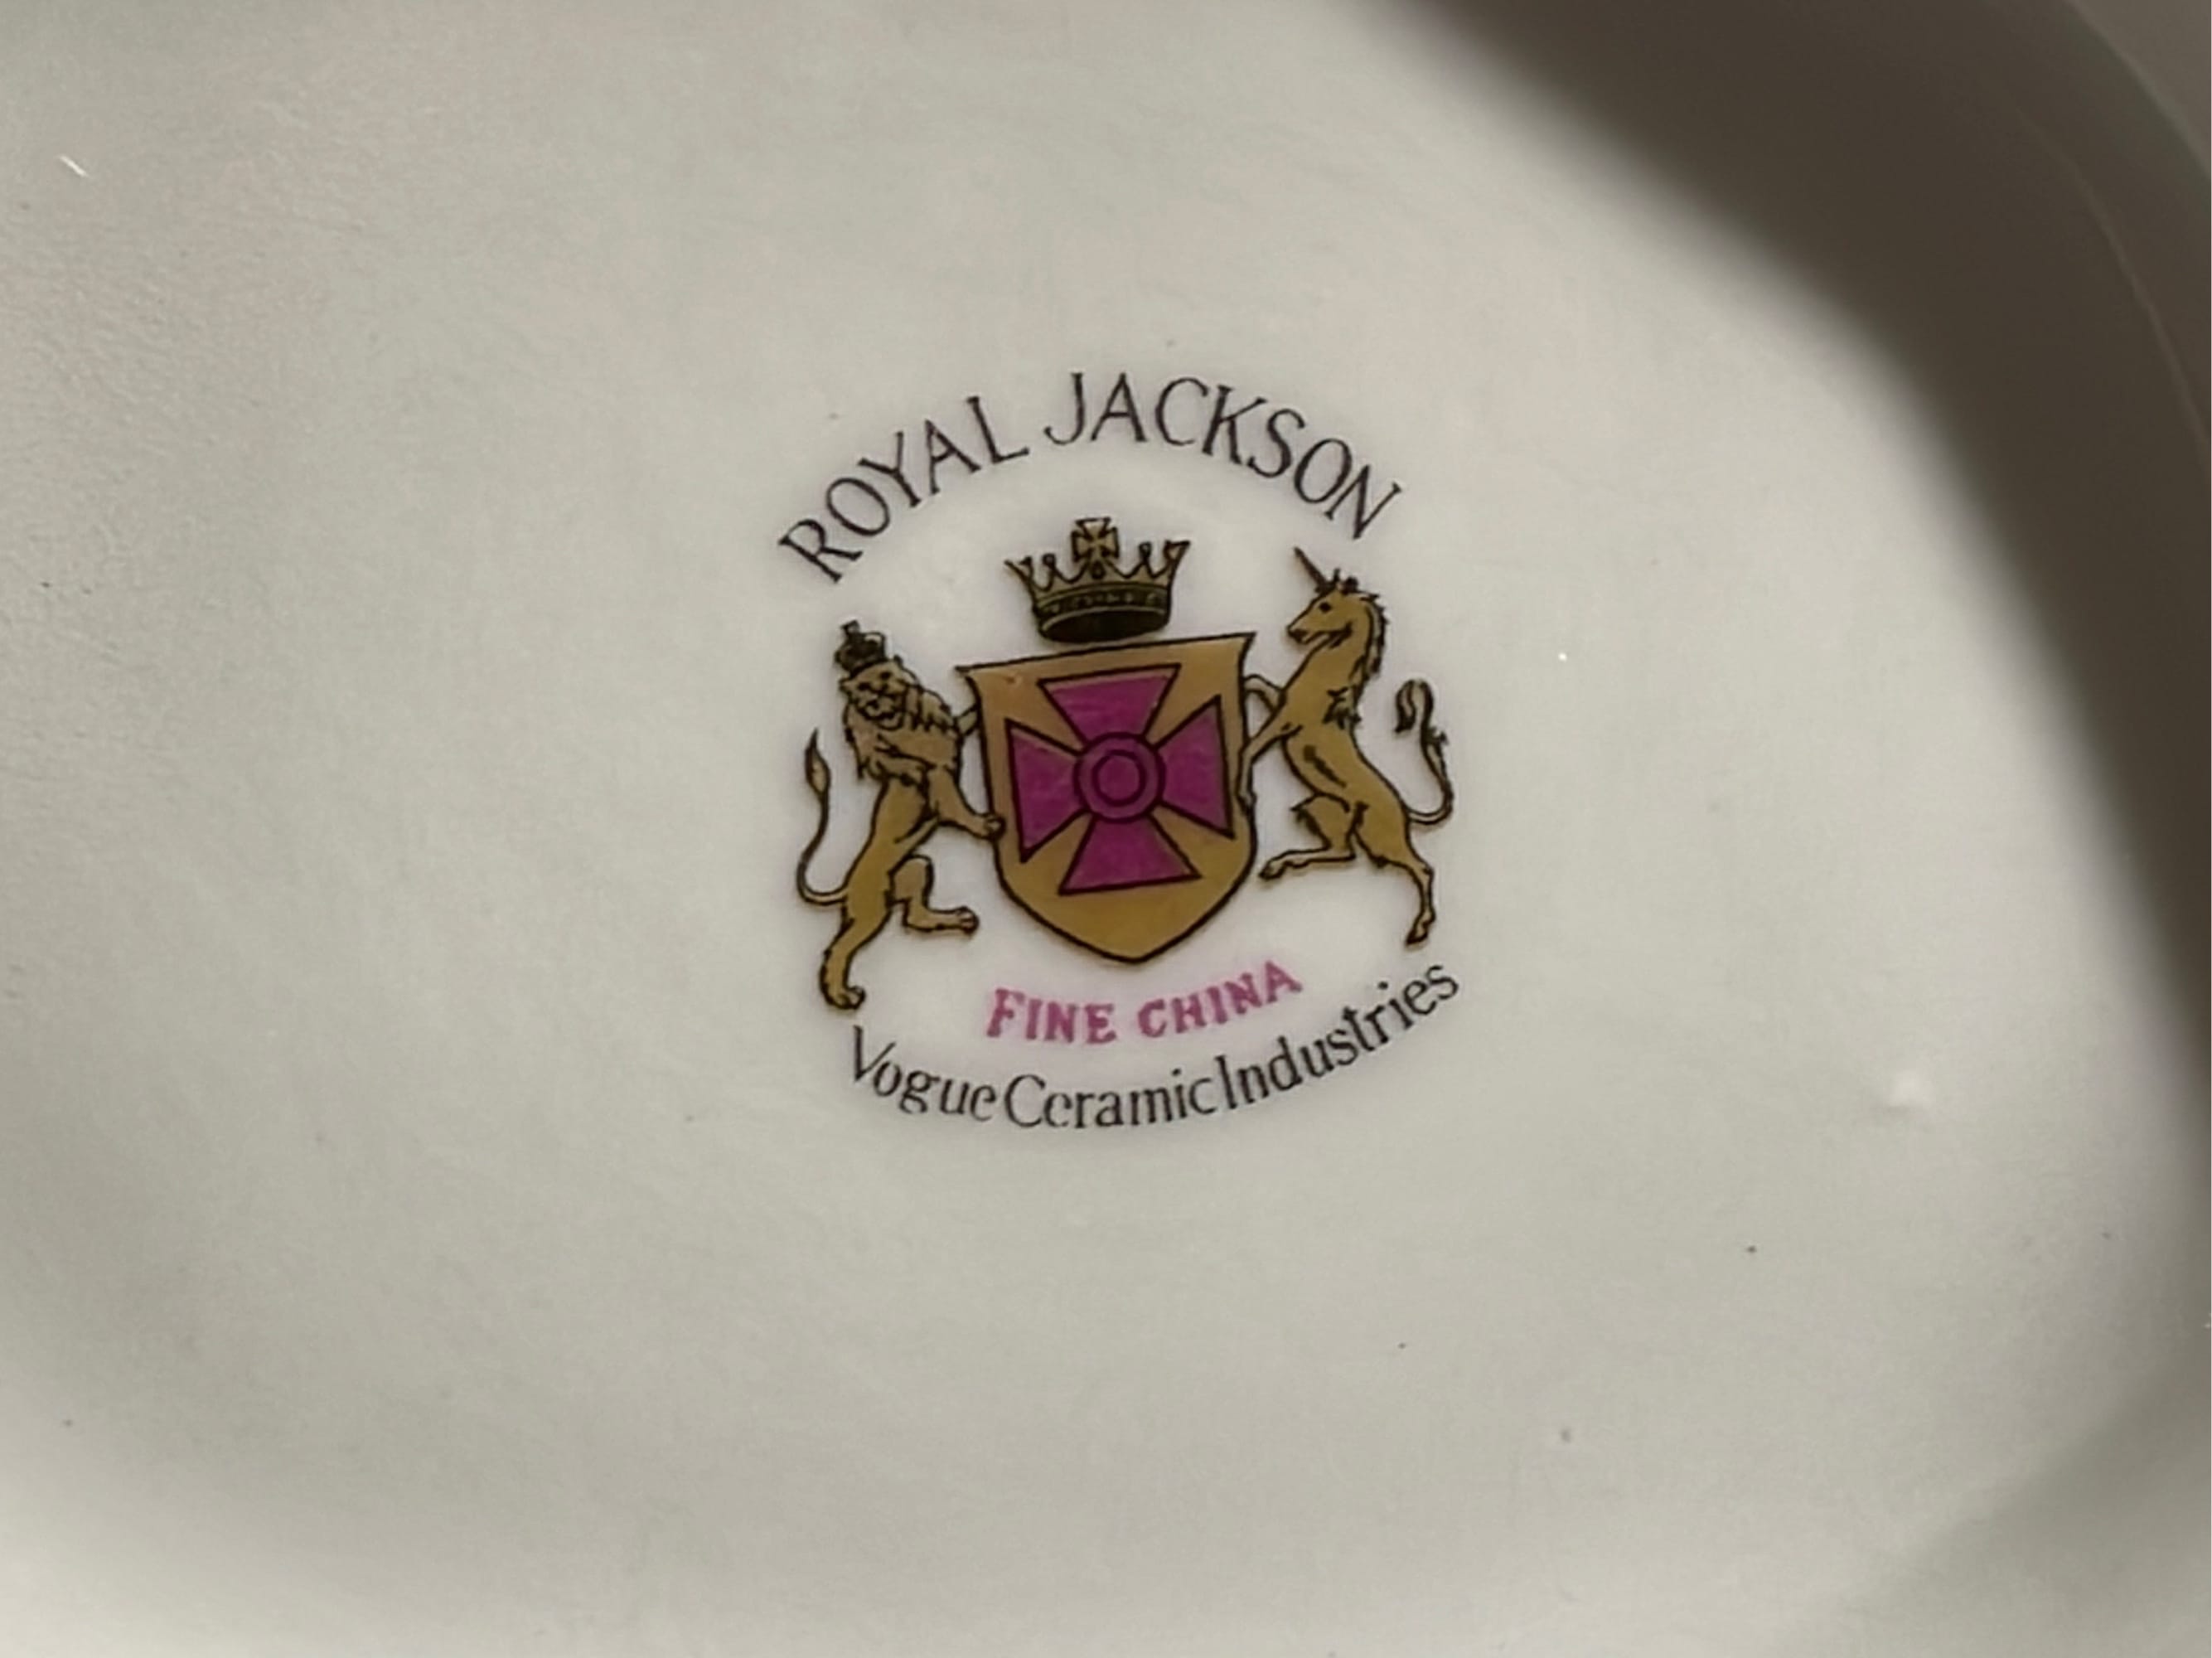 ROYAL JACKSON
FINE CHINA
Vogue Ceramic Industries